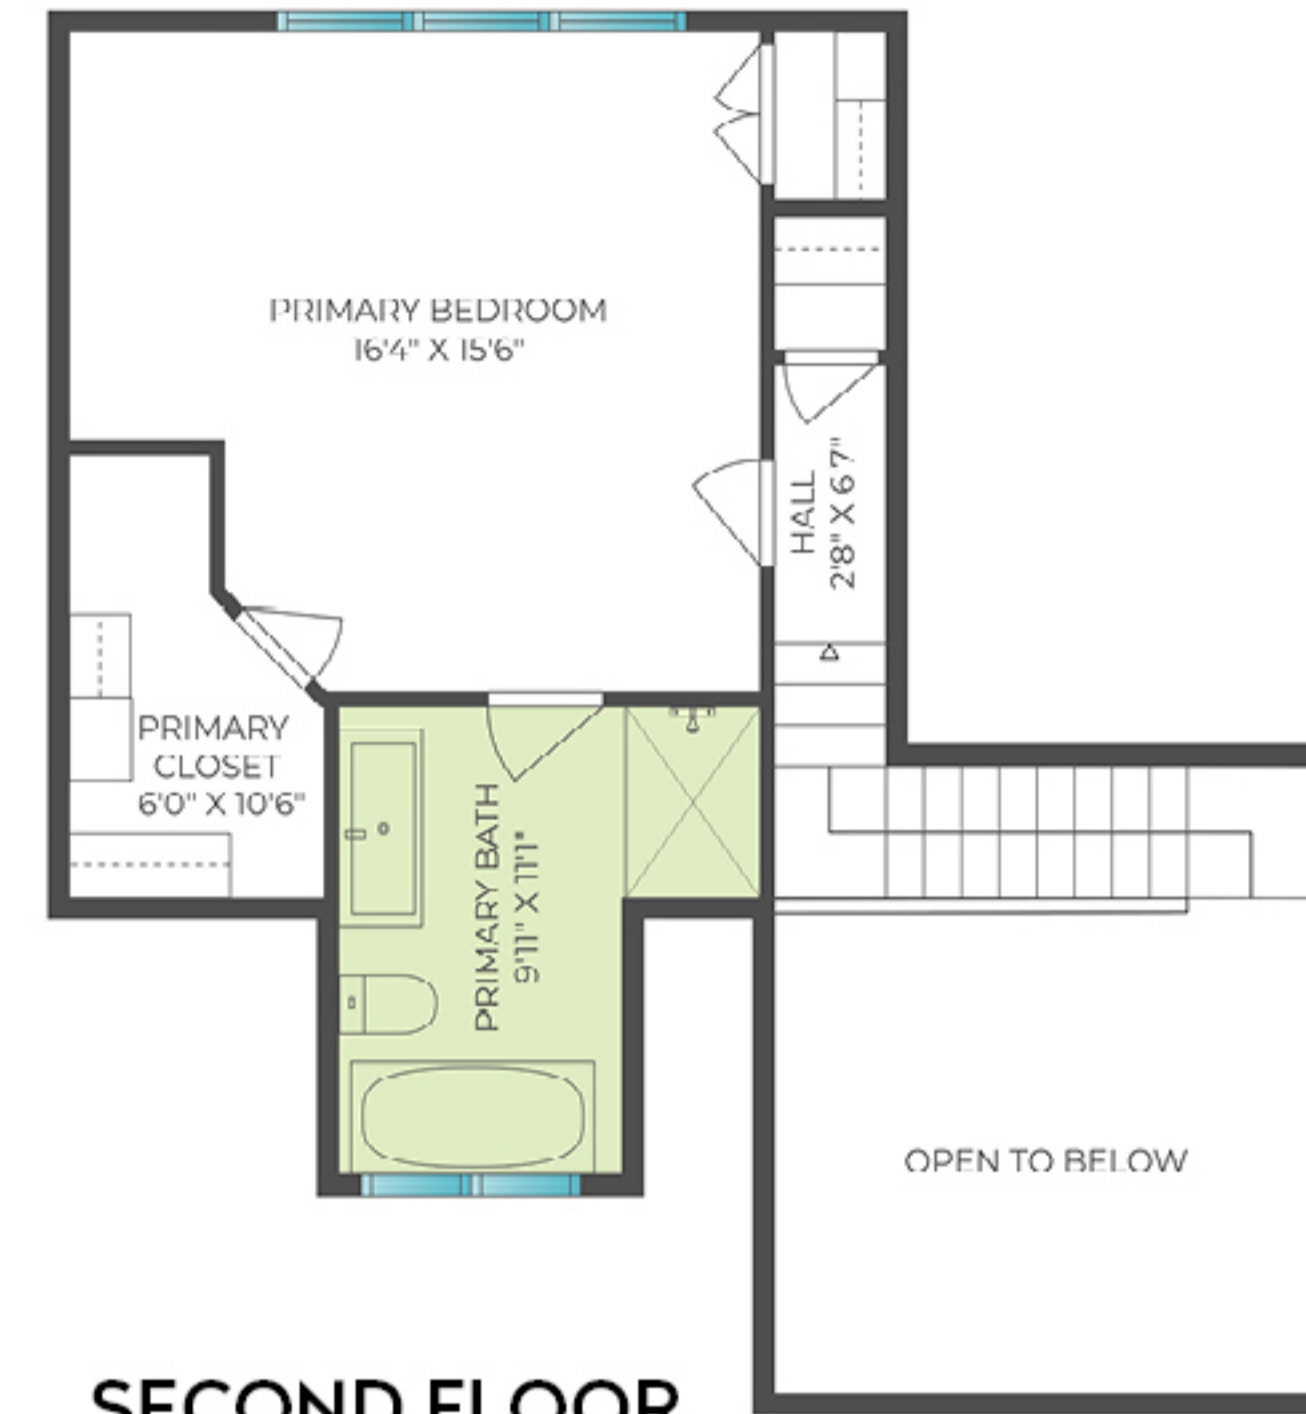 PRIMARY BEDROOM
16'4" X 15'6"
HALL
2'8" X 6'7"
PRIMARY
CLOSET
6'0" X 10'6"
PRIMARY BATH
9'11" X 11'1"
OPEN TO BELOW
SECOND FLOOR